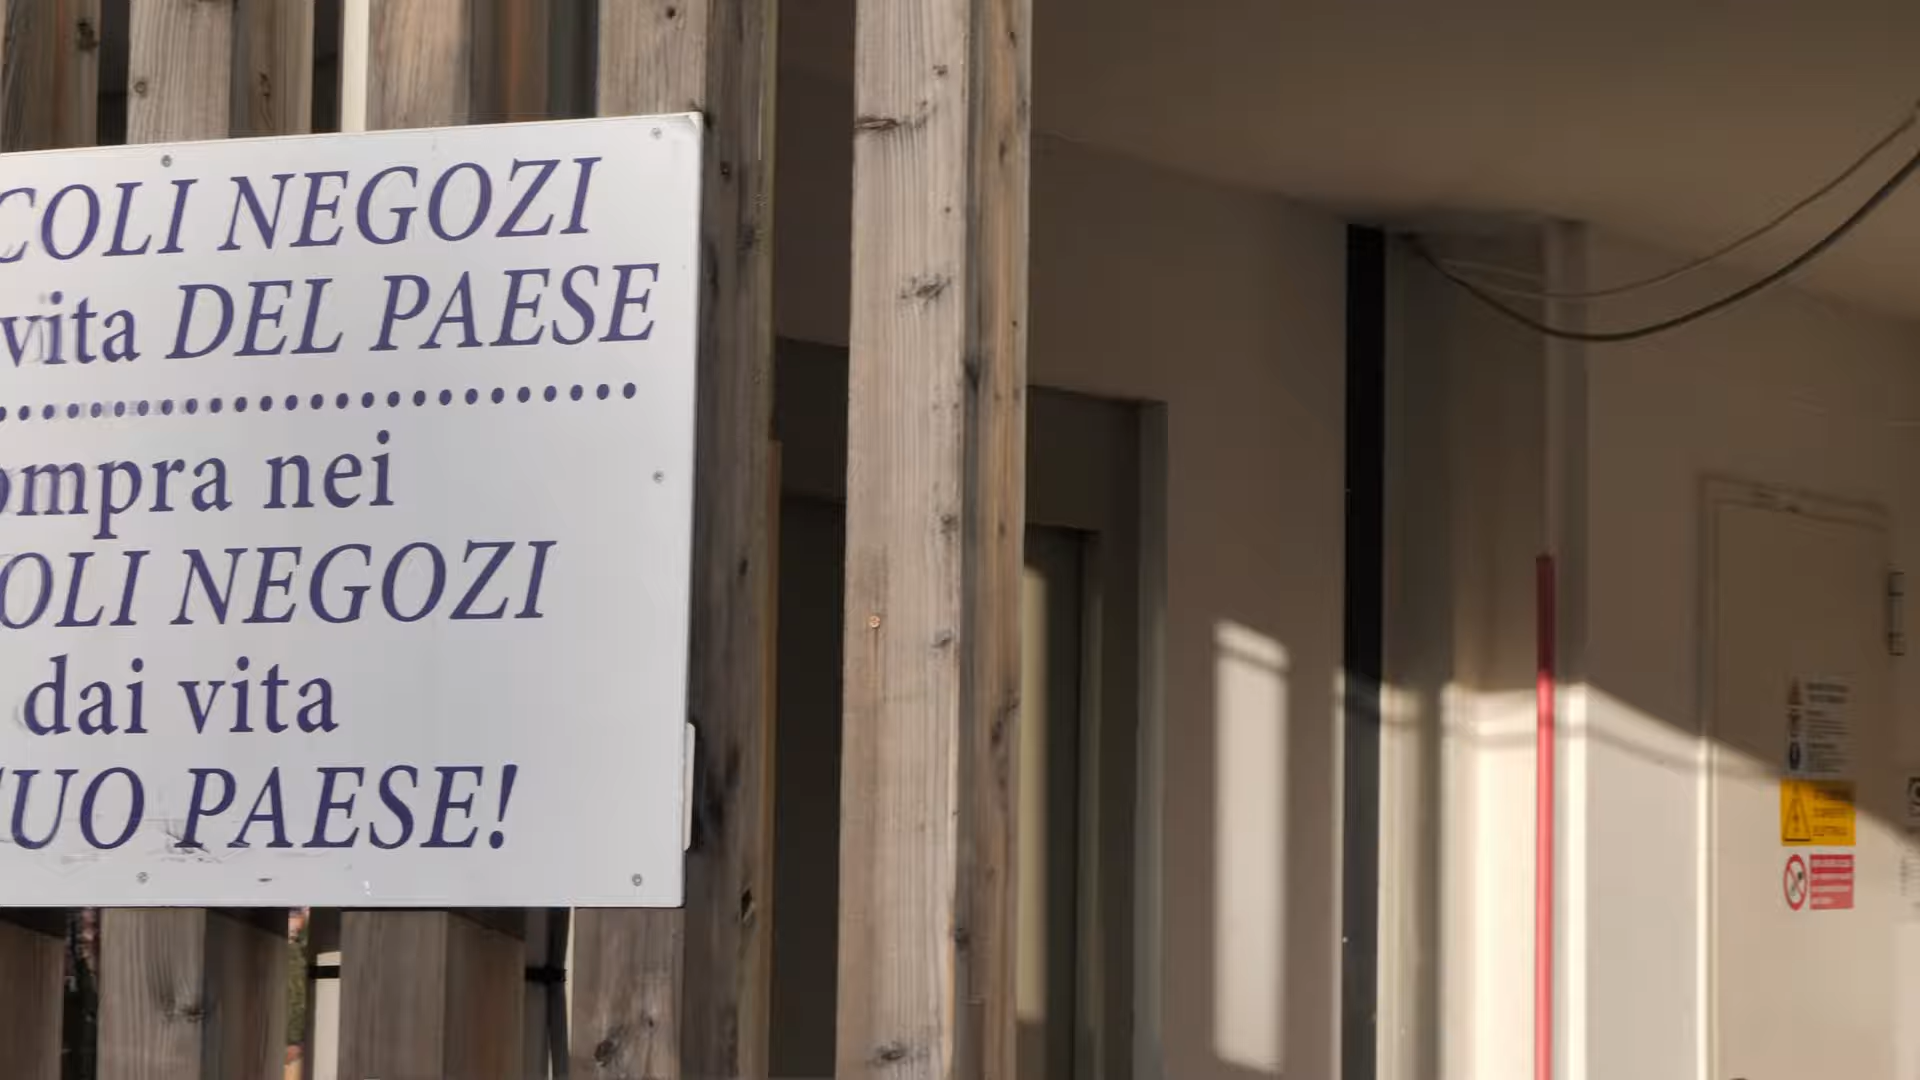 COLI NEGOZI
vita DEL PAESE
ompra nei
OLI NEGOZI
dai vita
UO PAESE!